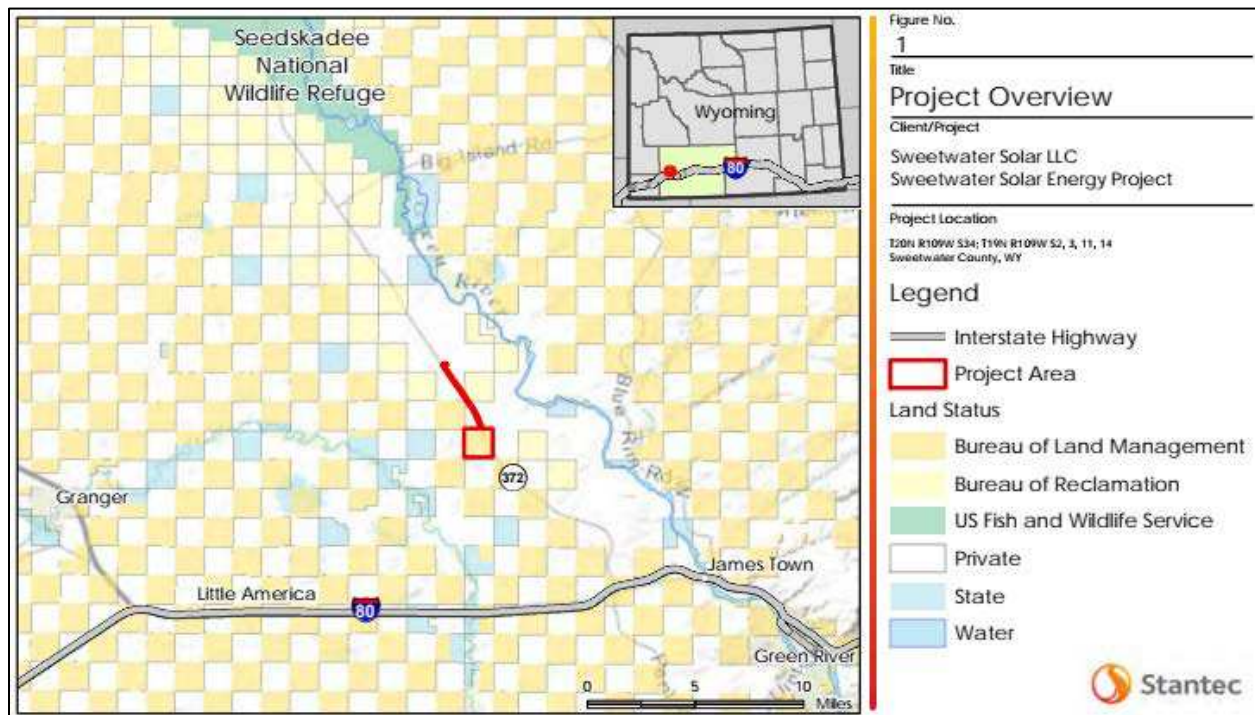 Seedskadee
National
Wildlife Refuge
Big Island Rd
Wyoming
80
River
Blue Rim Road
372
Granger
Little America
80
James Town
Green River
0 5 10
Miles
Figure No.
1
Title
Project Overview
Client/Project
Sweetwater Solar LLC
Sweetwater Solar Energy Project
Project Location
T20N R109W S34; T19N R109W S2, 3, 11, 14
Sweetwater County, WY
Legend
Interstate Highway
Project Area
Land Status
Bureau of Land Management
Bureau of Reclamation
US Fish and Wildlife Service
Private
State
Water
Stantec